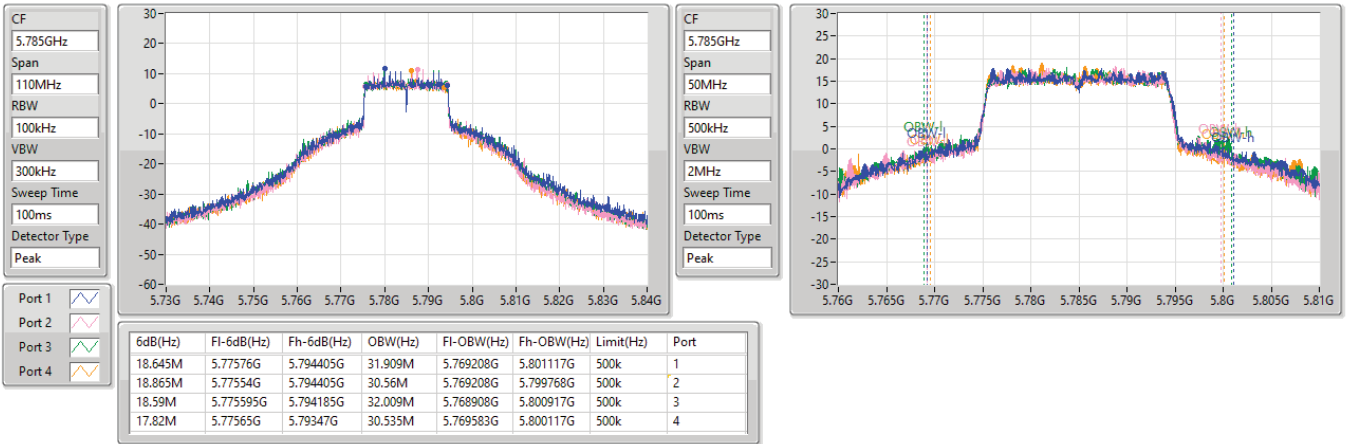 CF
5.785GHz
Span
110MHz
RBW
100kHz
VBW
300kHz
Sweep Time
100ms
Detector Type
Peak
30
20
10
0
-10
-20
-30
-40
-50
-60
5.73G 5.74G 5.75G 5.76G 5.77G 5.78G 5.79G 5.8G 5.81G 5.82G 5.83G 5.84G
CF
5.785GHz
Span
50MHz
RBW
500kHz
VBW
2MHz
Sweep Time
100ms
Detector Type
Peak
30
25
20
15
10
5
0
-5
-10
-15
-20
-25
-30
OBW-l
OBW-l
OBW-h
5.76G 5.765G 5.77G 5.775G 5.78G 5.785G 5.79G 5.795G 5.8G 5.805G 5.81G
Port 1
Port 2
Port 3
Port 4
6dB(Hz) Fl-6dB(Hz) Fh-6dB(Hz) OBW(Hz) Fl-OBW(Hz) Fh-OBW(Hz) Limit(Hz) Port
18.645M 5.77576G 5.794405G 31.909M 5.769208G 5.801117G 500k 1
18.865M 5.77554G 5.794405G 30.56M 5.769208G 5.799768G 500k 2
18.59M 5.775595G 5.794185G 32.009M 5.768908G 5.800917G 500k 3
17.82M 5.77565G 5.79347G 30.535M 5.769583G 5.800117G 500k 4